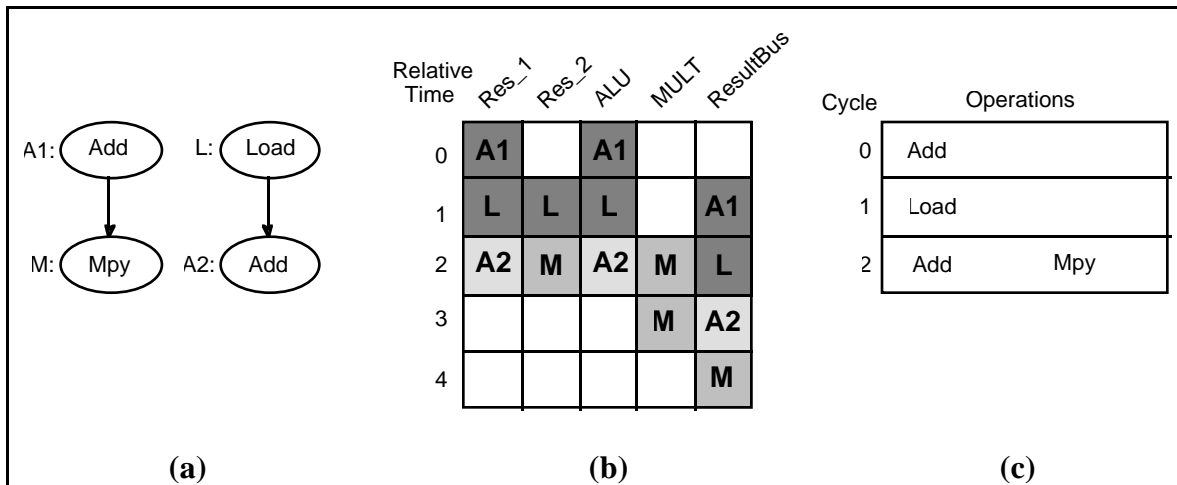 A1: Add
L: Load
M: Mpy
A2: Add
(a)
Relative Time
Res_1 Res_2 ALU MULT ResultBus
0 A1 A1
1 L L L A1
2 A2 M A2 M L
3 M A2
4 M
(b)
Cycle Operations
0 Add
1 Load
2 Add Mpy
(c)